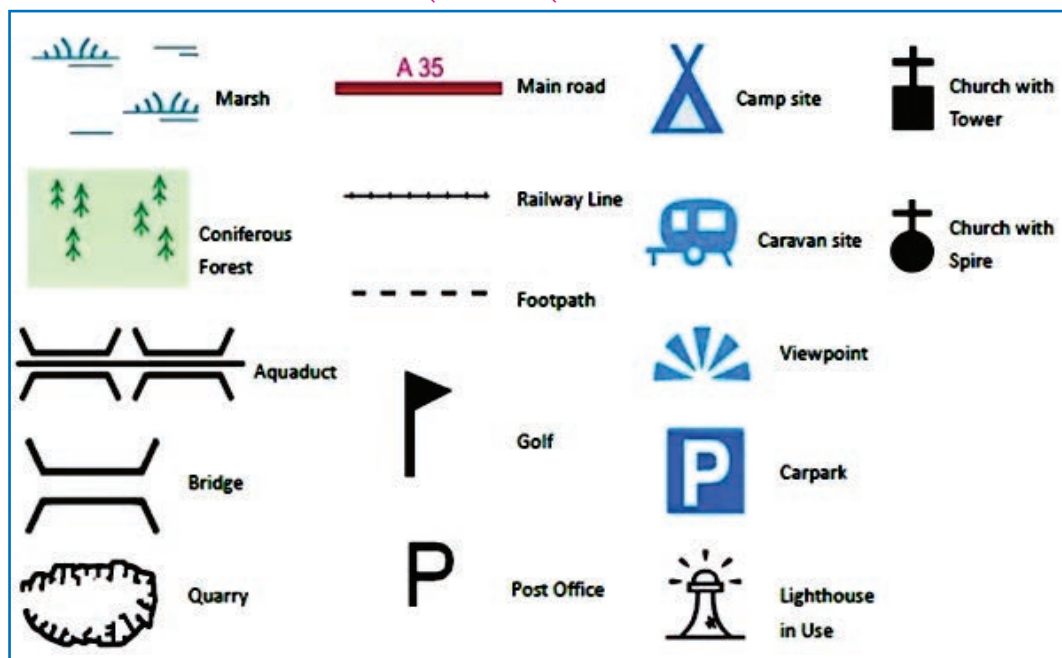 Marsh
Coniferous
Forest
Aquaduct
Bridge
Quarry
A 35
Main road
Railway Line
Footpath
Golf
P
Post Office
Camp site
Caravan site
Viewpoint
P
Carpark
Lighthouse
in Use
Church with
Tower
Church with
Spire